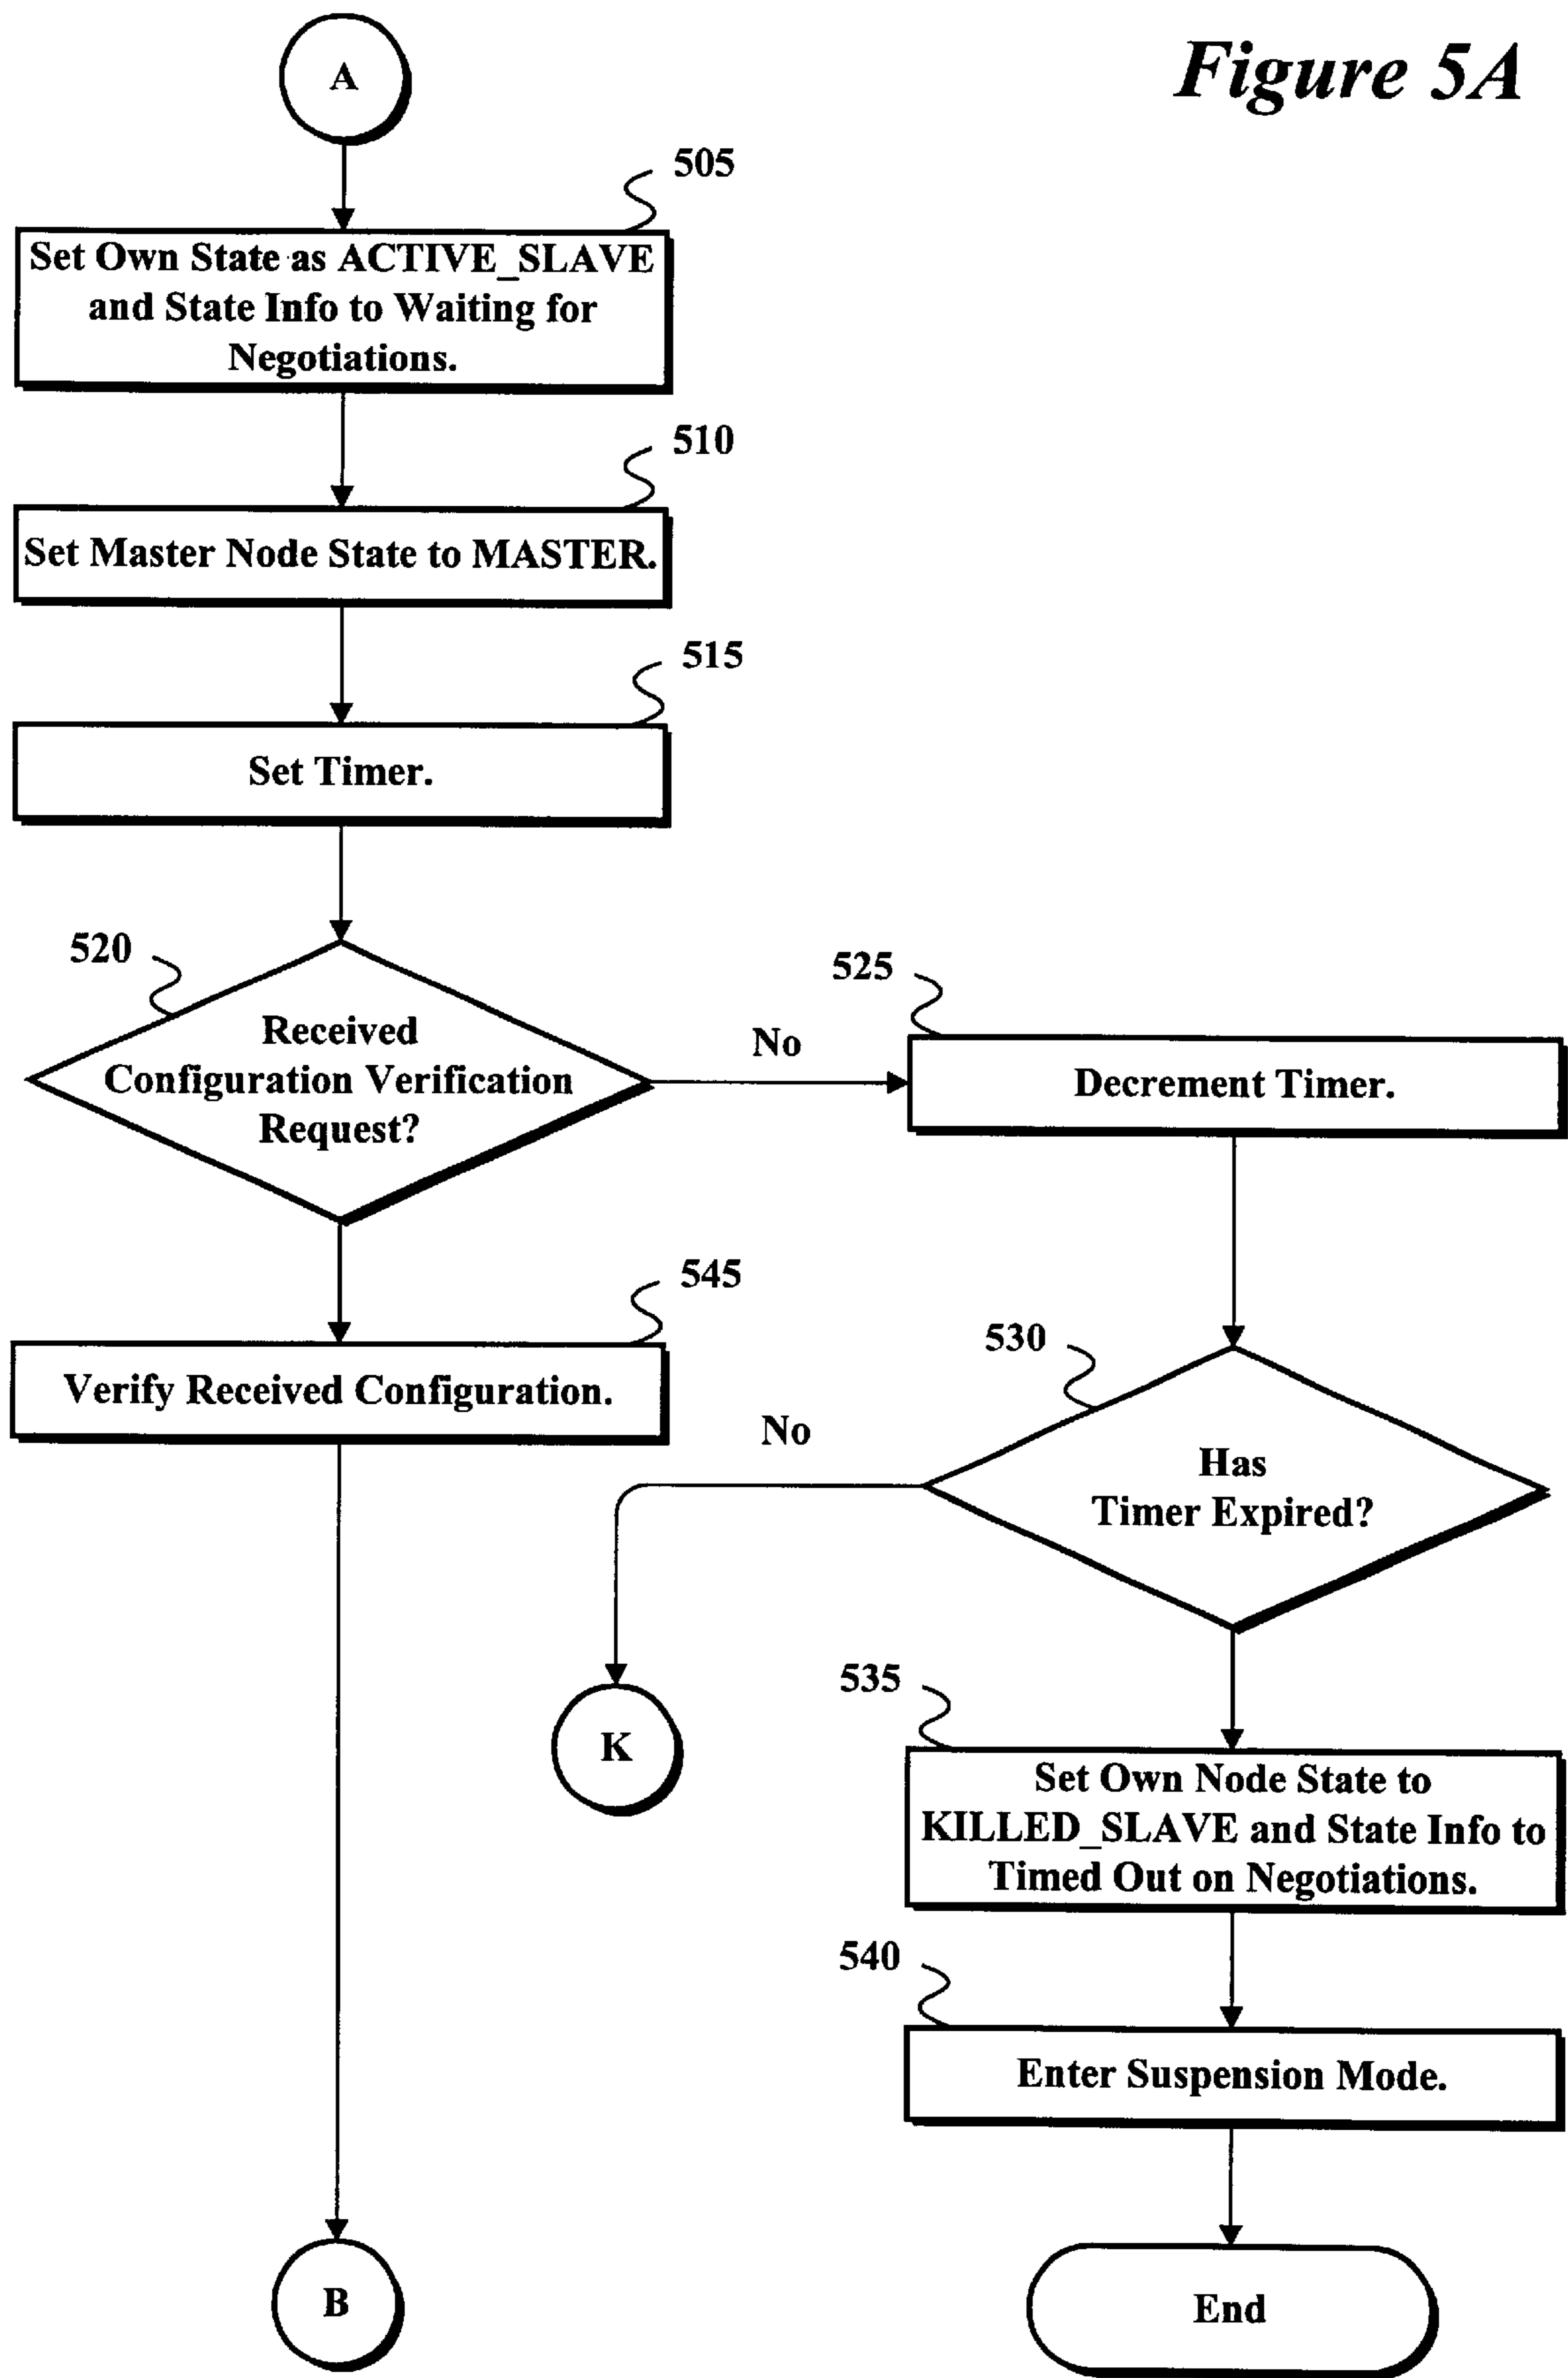 Figure 5A
A
505
Set Own State as ACTIVE_SLAVE
and State Info to Waiting for
Negotiations.
510
Set Master Node State to MASTER.
515
Set Timer.
520
Received
Configuration Verification
Request?
No
525
Decrement Timer.
545
Verify Received Configuration.
530
Has
Timer Expired?
No
K
535
Set Own Node State to
KILLED_SLAVE and State Info to
Timed Out on Negotiations.
540
Enter Suspension Mode.
B
End